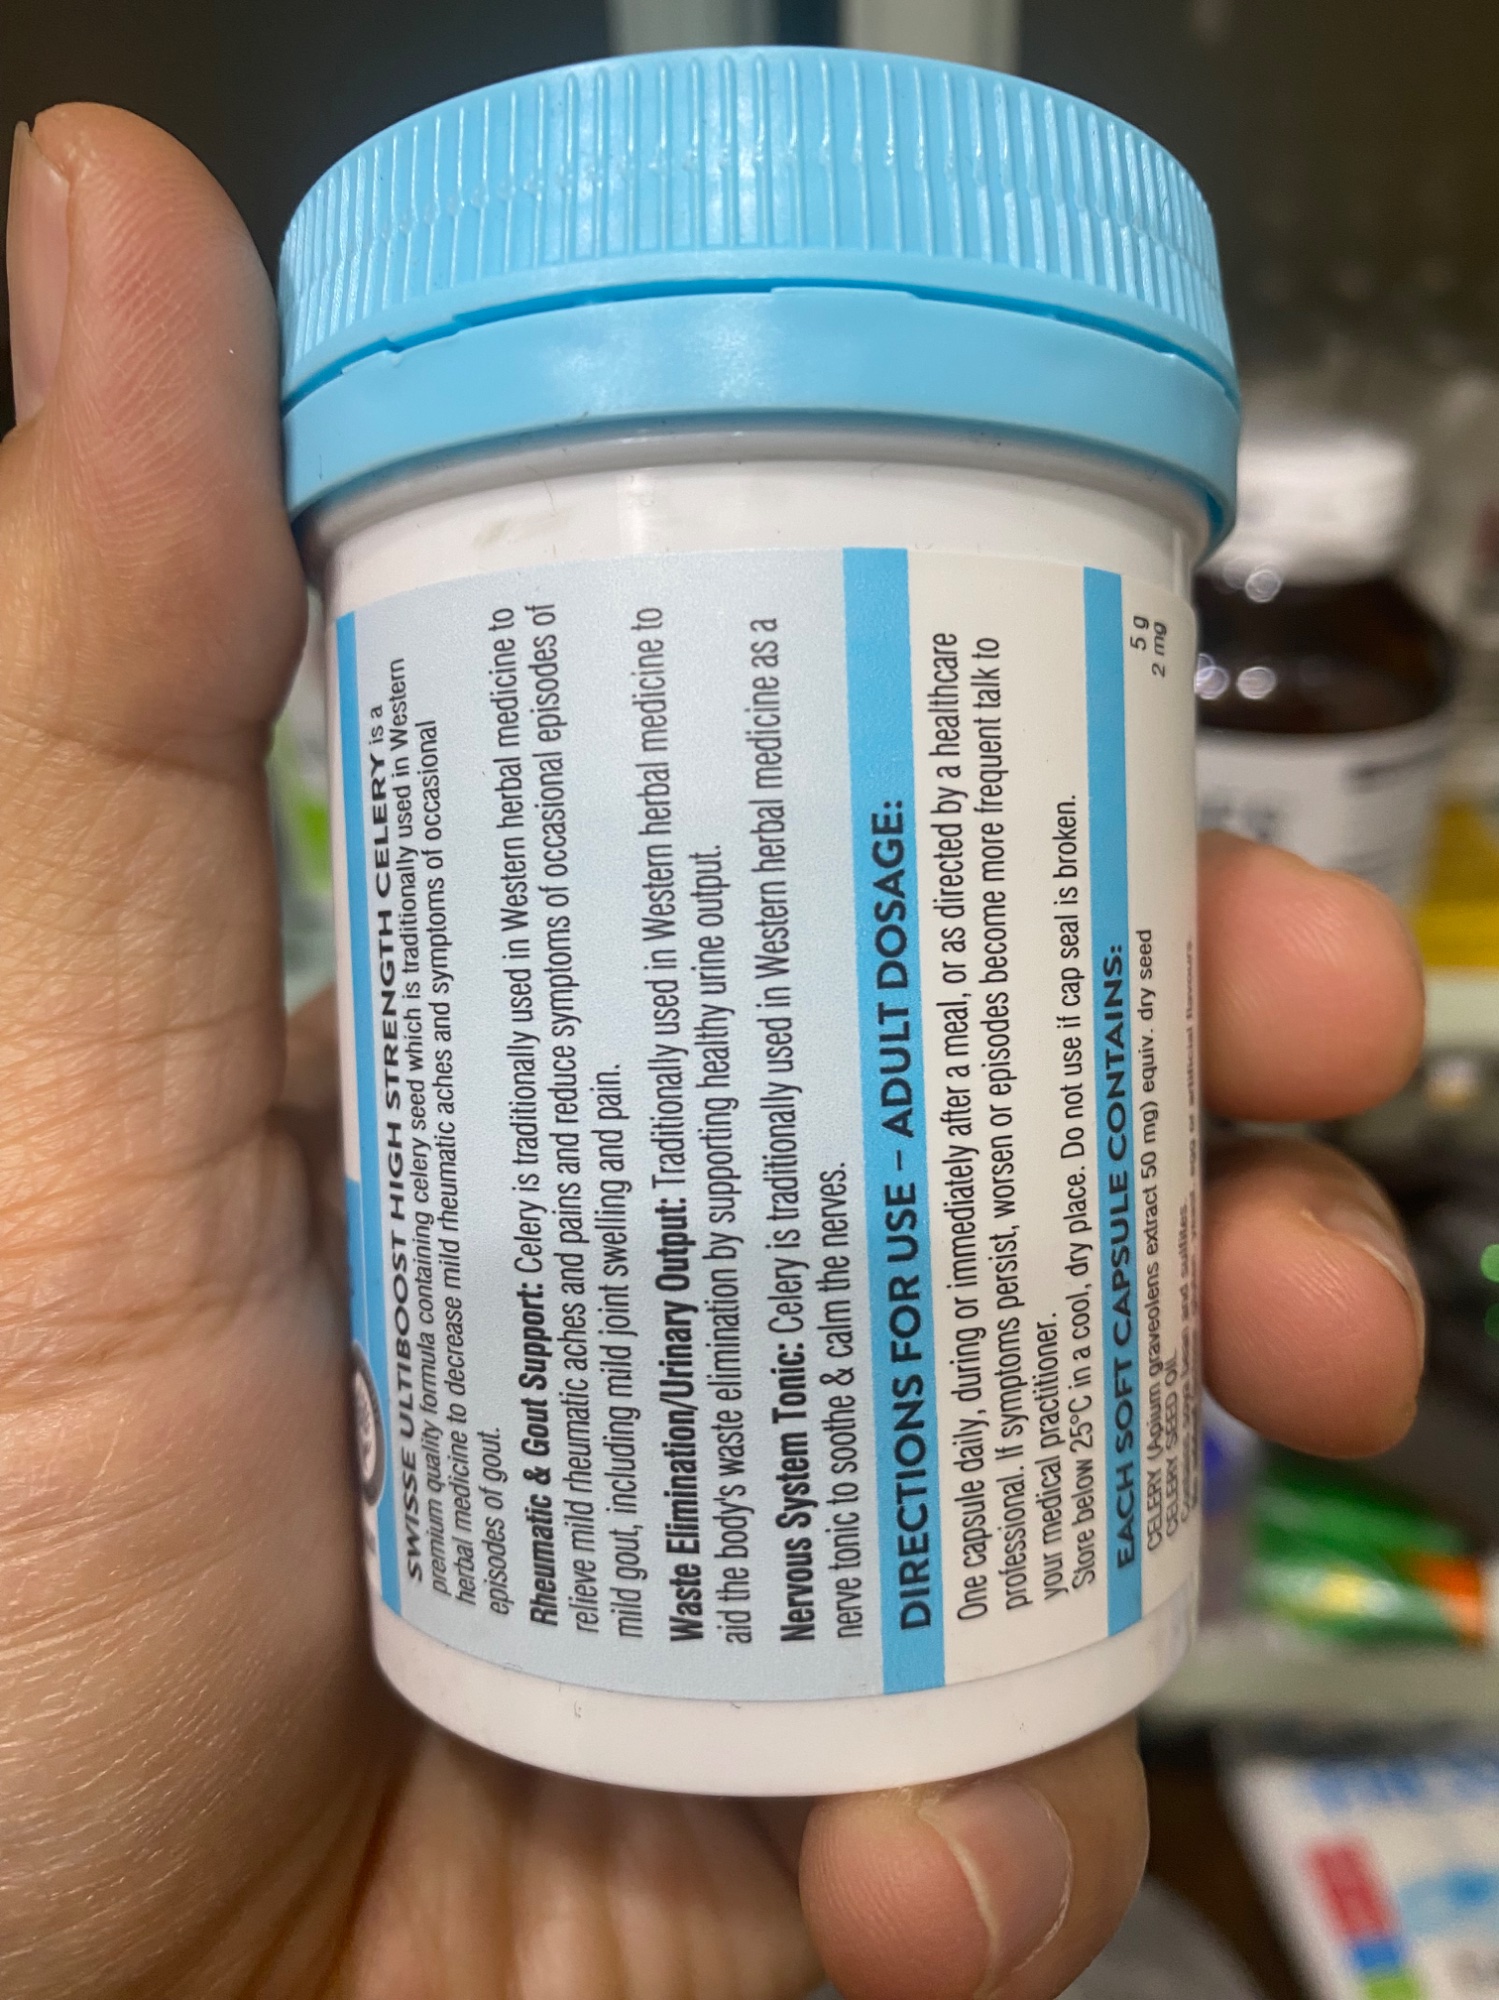 SWISSE ULTIBOOST HIGH STRENGTH CELERY is a
premium quality formula containing celery seed which is traditionally used in Western
herbal medicine to decrease mild rheumatic aches and symptoms of occasional
episodes of gout.
Rheumatic & Gout Support: Celery is traditionally used in Western herbal medicine to
relieve mild rheumatic aches and pains and reduce symptoms of occasional episodes of
mild gout, including mild joint swelling and pain.
Waste Elimination/Urinary Output: Traditionally used in Western herbal medicine to
aid the body's waste elimination by supporting healthy urine output.
Nervous System Tonic: Celery is traditionally used in Western herbal medicine as a
nerve tonic to soothe & calm the nerves.
DIRECTIONS FOR USE – ADULT DOSAGE:
One capsule daily, during or immediately after a meal, or as directed by a healthcare
professional. If symptoms persist, worsen or episodes become more frequent talk to
your medical practitioner.
Store below 25°C in a cool, dry place. Do not use if cap seal is broken.
EACH SOFT CAPSULE CONTAINS:
CELERY (Apium graveolens extract 50 mg) equiv. dry seed 5 g
CELERY SEED OIL 2 mg
Contains soya bean and sulfites.
egg or artificial flavours.